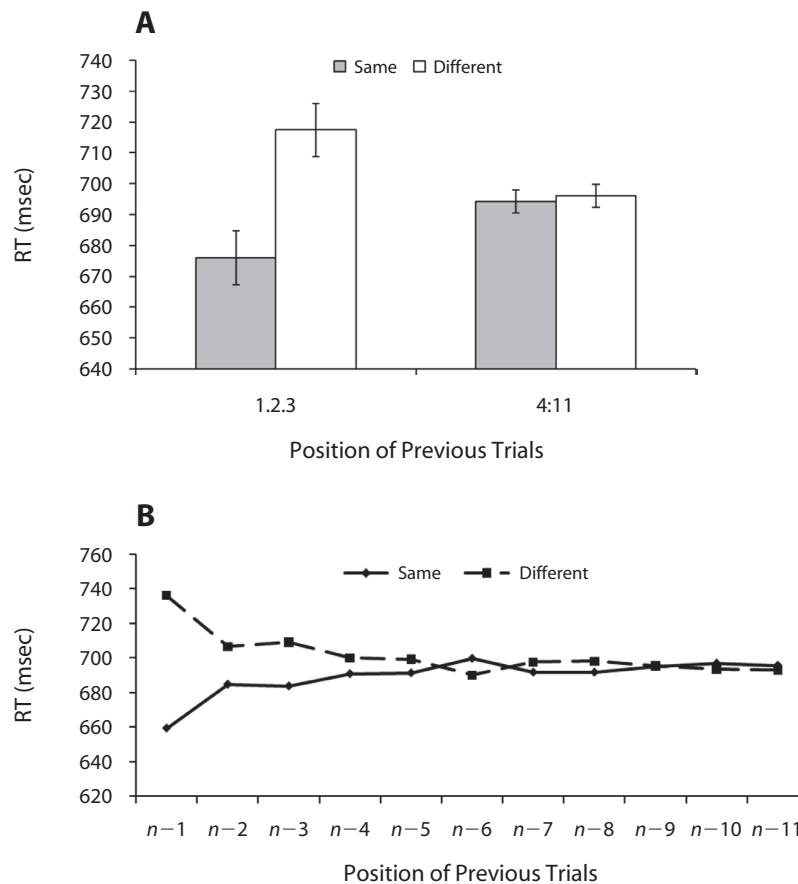 A
Same Different
740
730
720
710
700
690
680
670
660
650
640
RT (msec)
1.2.3 4:11
Position of Previous Trials
B
Same Different
760
740
720
700
680
660
640
620
RT (msec)
n−1 n−2 n−3 n−4 n−5 n−6 n−7 n−8 n−9 n−10 n−11
Position of Previous Trials